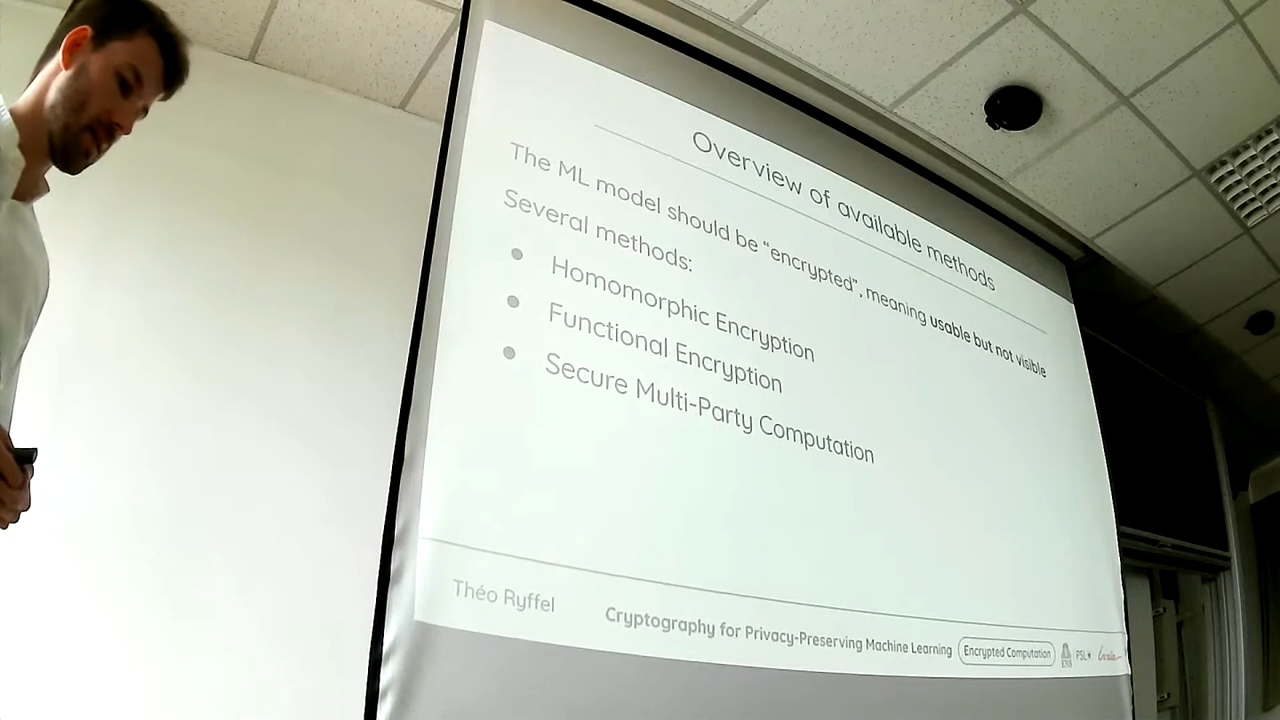 Overview of available methods
The ML model should be “encrypted”, meaning usable but not visible
Several methods:
● Homomorphic Encryption
● Functional Encryption
● Secure Multi-Party Computation
Théo Ryffel
Cryptography for Privacy-Preserving Machine Learning
Encrypted Computation
ENS
PSL★
Inria